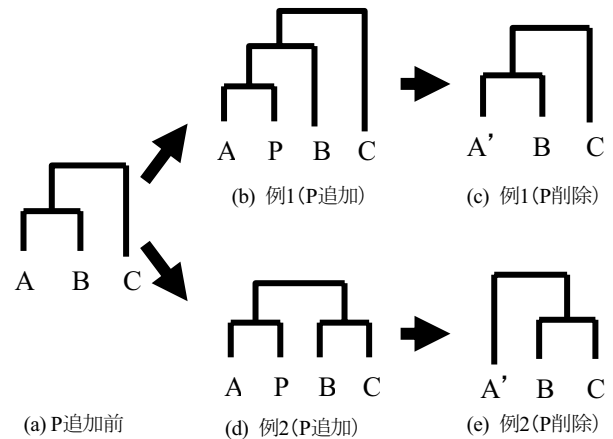 A P B C
(b) 例1(P追加)
A' B C
(c) 例1(P削除)
A B C
(a) P追加前
A P B C
(d) 例2(P追加)
A' B C
(e) 例2(P削除)